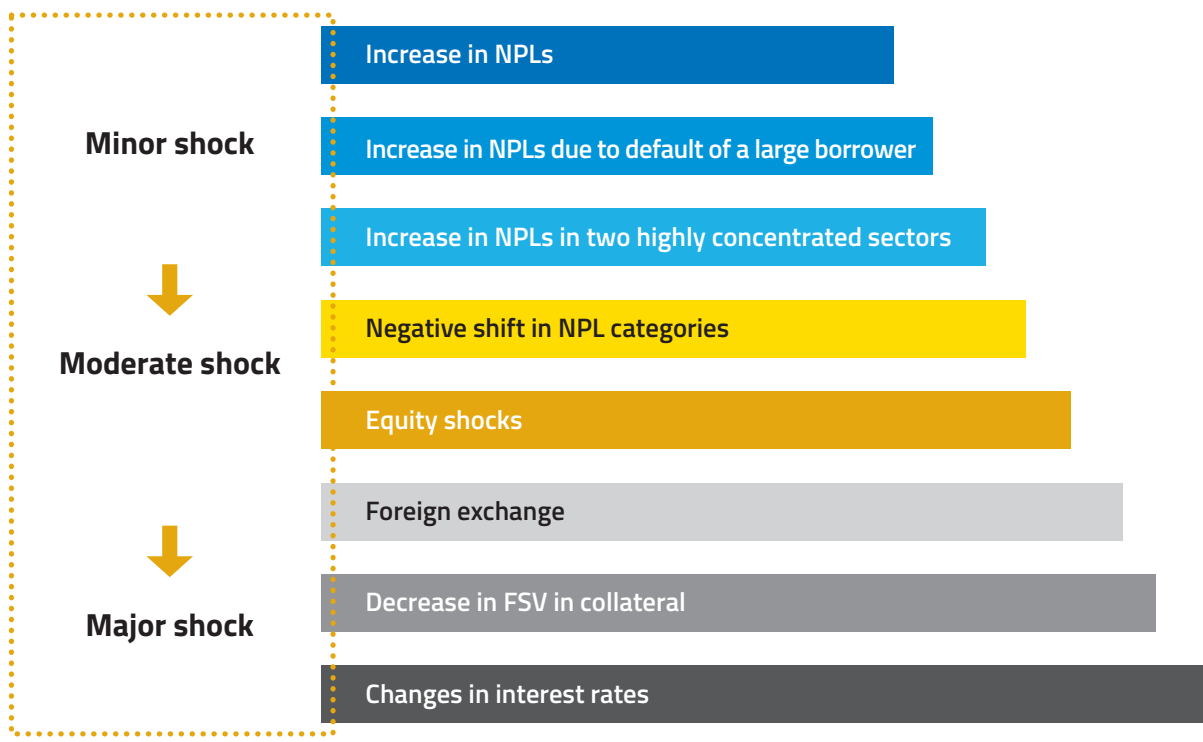 Minor shock
Moderate shock
Major shock
Increase in NPLs
Increase in NPLs due to default of a large borrower
Increase in NPLs in two highly concentrated sectors
Negative shift in NPL categories
Equity shocks
Foreign exchange
Decrease in FSV in collateral
Changes in interest rates